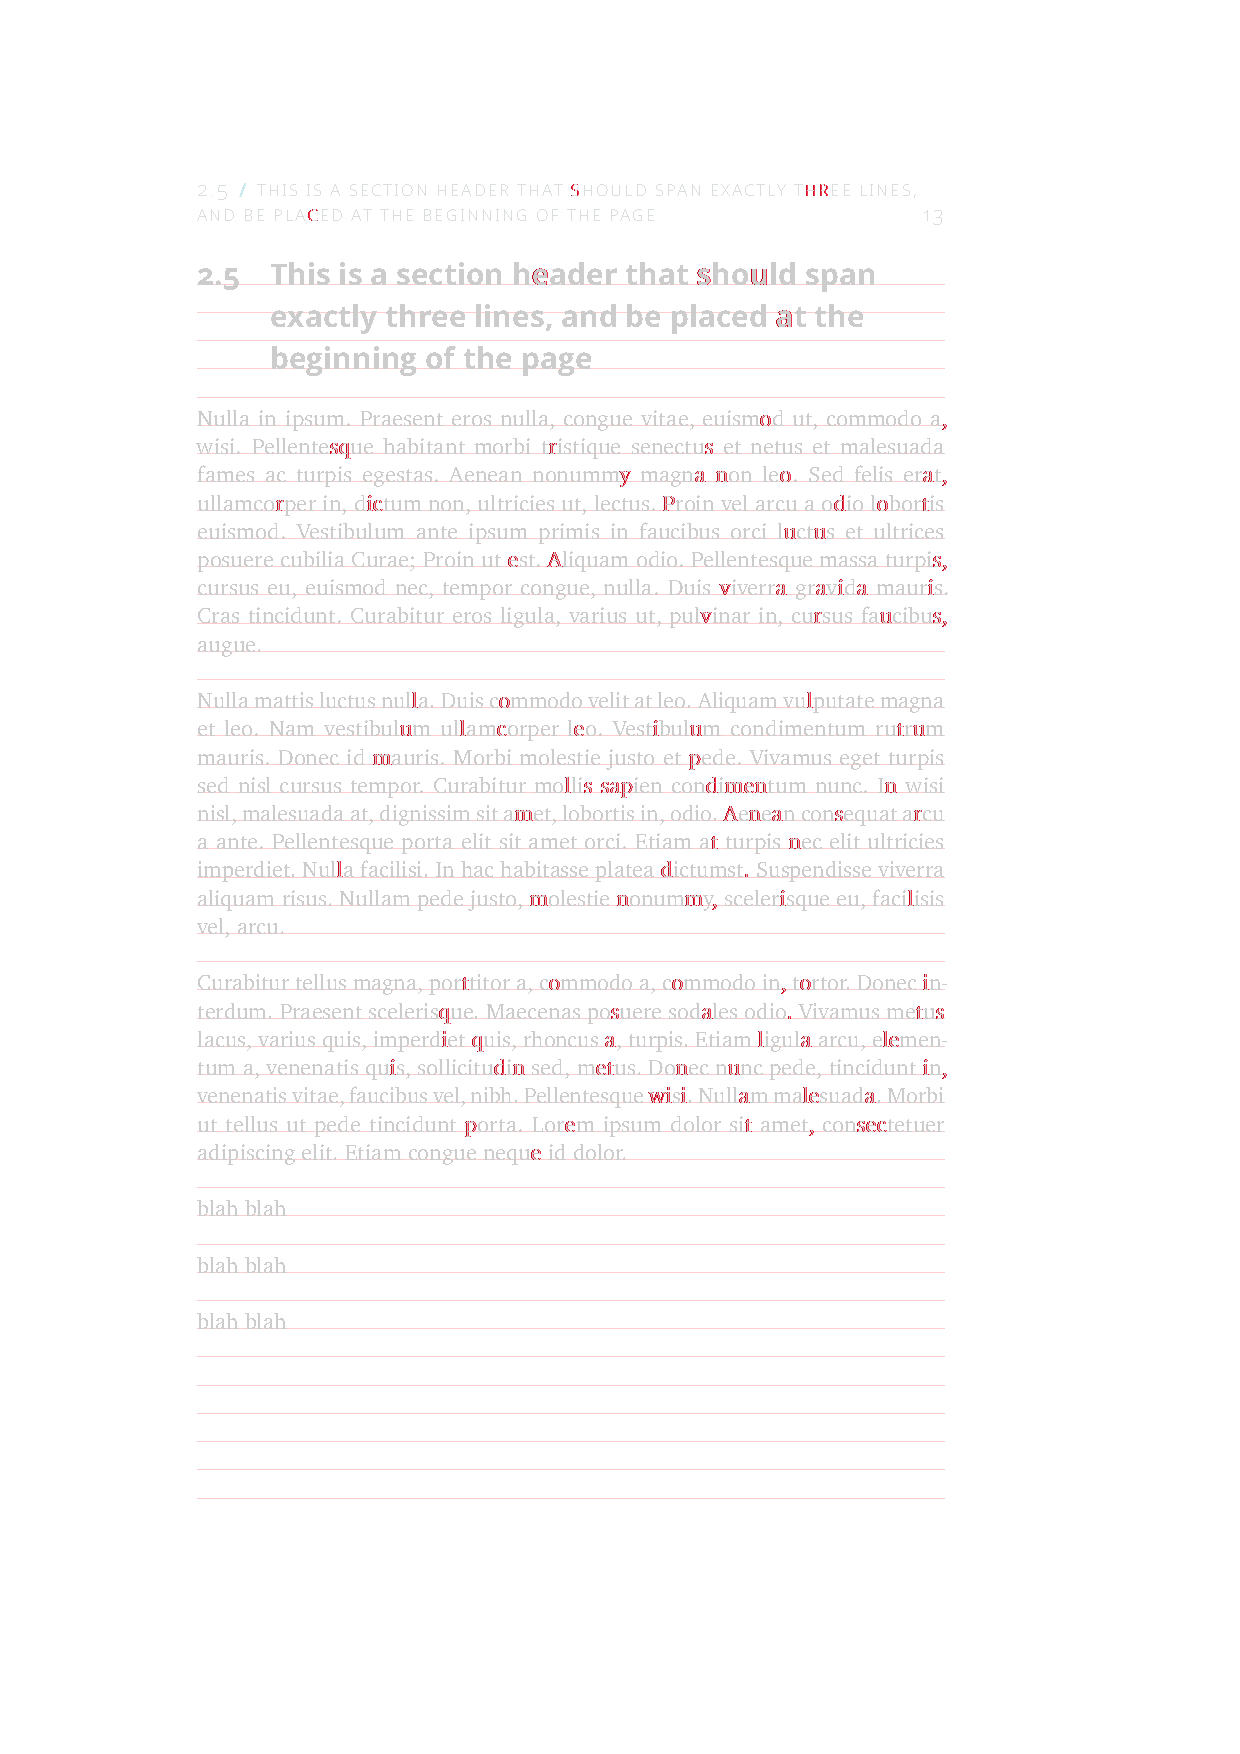 2.5 / THIS IS A SECTION HEADER THAT SHOULD SPAN EXACTLY THREE LINES,
AND BE PLACED AT THE BEGINNING OF THE PAGE 13
2.5 This is a section header that should span
exactly three lines, and be placed at the
beginning of the page
Nulla in ipsum. Praesent eros nulla, congue vitae, euismod ut, commodo a,
wisi. Pellentesque habitant morbi tristique senectus et netus et malesuada
fames ac turpis egestas. Aenean nonummy magna non leo. Sed felis erat,
ullamcorper in, dictum non, ultricies ut, lectus. Proin vel arcu a odio lobortis
euismod. Vestibulum ante ipsum primis in faucibus orci luctus et ultrices
posuere cubilia Curae; Proin ut est. Aliquam odio. Pellentesque massa turpis,
cursus eu, euismod nec, tempor congue, nulla. Duis viverra gravida mauris.
Cras tincidunt. Curabitur eros ligula, varius ut, pulvinar in, cursus faucibus,
augue.
Nulla mattis luctus nulla. Duis commodo velit at leo. Aliquam vulputate magna
et leo. Nam vestibulum ullamcorper leo. Vestibulum condimentum rutrum
mauris. Donec id mauris. Morbi molestie justo et pede. Vivamus eget turpis
sed nisl cursus tempor. Curabitur mollis sapien condimentum nunc. In wisi
nisl, malesuada at, dignissim sit amet, lobortis in, odio. Aenean consequat arcu
a ante. Pellentesque porta elit sit amet orci. Etiam at turpis nec elit ultricies
imperdiet. Nulla facilisi. In hac habitasse platea dictumst. Suspendisse viverra
aliquam risus. Nullam pede justo, molestie nonummy, scelerisque eu, facilisis
vel, arcu.
Curabitur tellus magna, porttitor a, commodo a, commodo in, tortor. Donec in-
terdum. Praesent scelerisque. Maecenas posuere sodales odio. Vivamus metus
lacus, varius quis, imperdiet quis, rhoncus a, turpis. Etiam ligula arcu, elemen-
tum a, venenatis quis, sollicitudin sed, metus. Donec nunc pede, tincidunt in,
venenatis vitae, faucibus vel, nibh. Pellentesque wisi. Nullam malesuada. Morbi
ut tellus ut pede tincidunt porta. Lorem ipsum dolor sit amet, consectetuer
adipiscing elit. Etiam congue neque id dolor.
blah blah
blah blah
blah blah